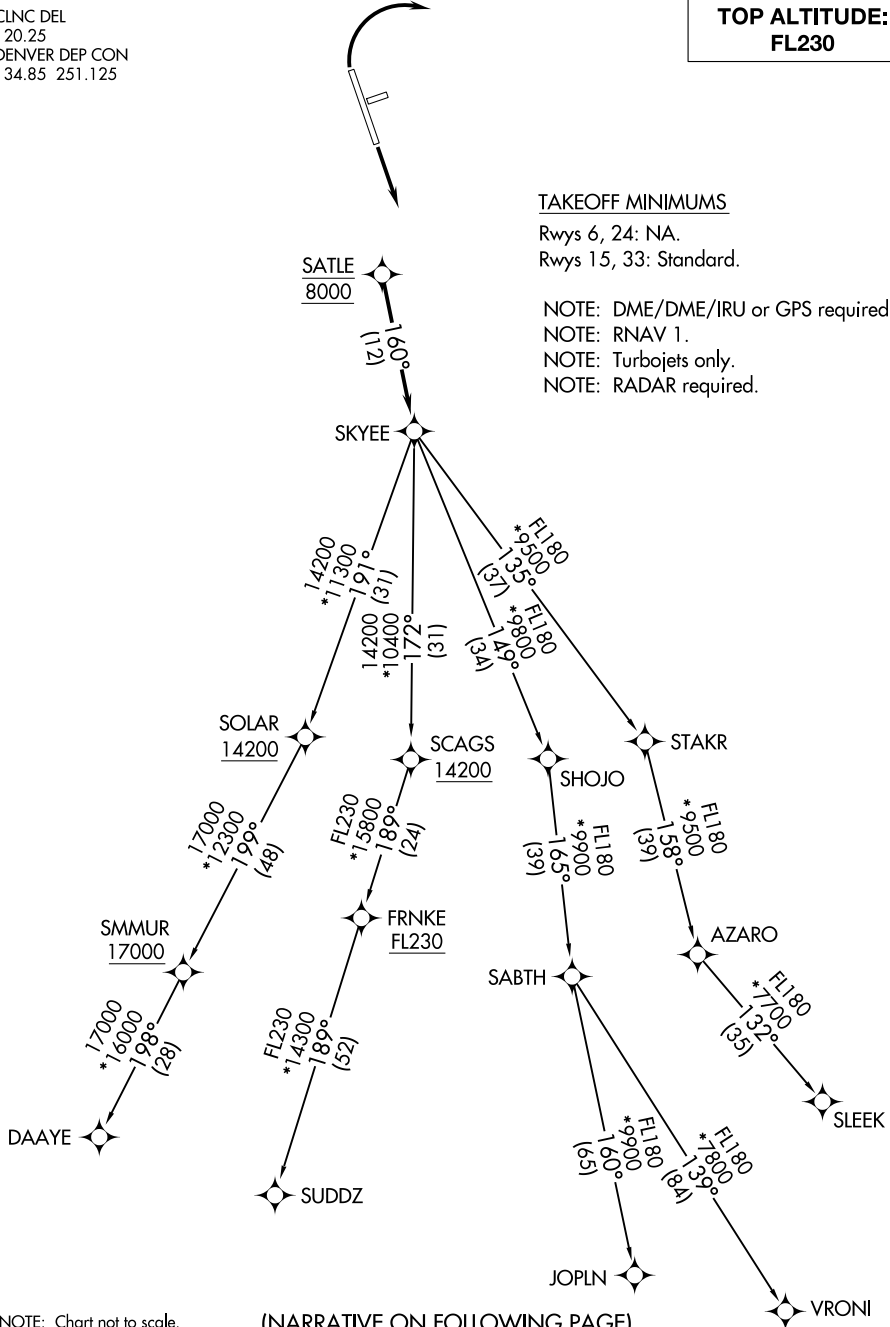 CLNC DEL
20.25
DENVER DEP CON
34.85 251.125
TOP ALTITUDE:
FL230
TAKEOFF MINIMUMS
Rwys 6, 24: NA.
Rwys 15, 33: Standard.
NOTE: DME/DME/IRU or GPS required
NOTE: RNAV 1.
NOTE: Turbojets only.
NOTE: RADAR required.
SATLE
8000
160°
(12)
SKYEE
14200
*11300
191°
(31)
14200
*10400
172°
(31)
FL180
*9800
149°
(34)
FL180
*9500
135°
(37)
SOLAR
14200
SCAGS
14200
SHOJO
STAKR
17000
*12300
199°
(48)
FL230
*15800
189°
(24)
FL180
*9900
165°
(39)
FL180
*9500
158°
(39)
SMMUR
17000
FRNKE
FL230
SABTH
AZARO
17000
*16000
198°
(28)
FL230
*14300
189°
(52)
FL180
*9900
160°
(65)
FL180
*7800
139°
(84)
FL180
*7700
132°
(35)
DAAYE
SUDDZ
JOPLN
VRONI
SLEEK
NOTE: Chart not to scale.
(NARRATIVE ON FOLLOWING PAGE)